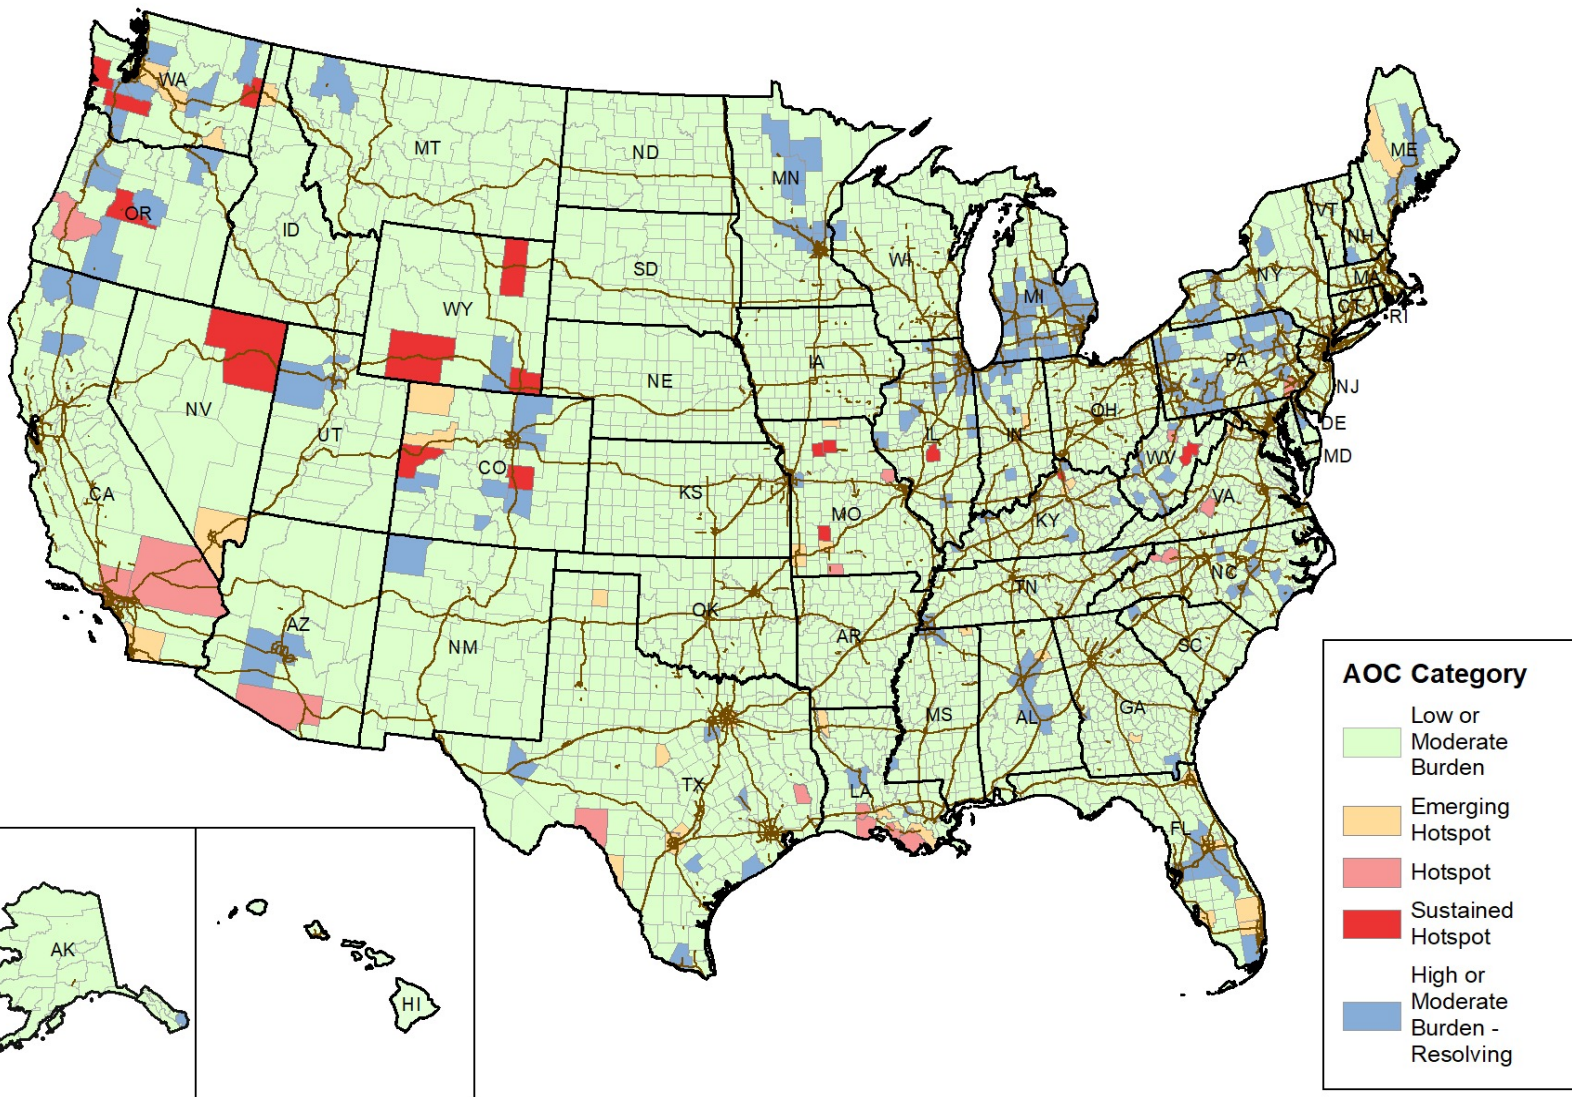 WA
MT
ND
MN
ME
OR
ID
SD
WI
VT
NH
WY
MI
NY
MA
CT
RI
IA
PA
NE
NJ
NV
UT
OH
IL
IN
DE
CO
WV
MD
CA
KS
MO
VA
KY
TN
NC
AZ
NM
OK
AR
SC
MS
AL
GA
TX
LA
FL
AK
HI
AOC Category
Low or
Moderate
Burden
Emerging
Hotspot
Hotspot
Sustained
Hotspot
High or
Moderate
Burden -
Resolving